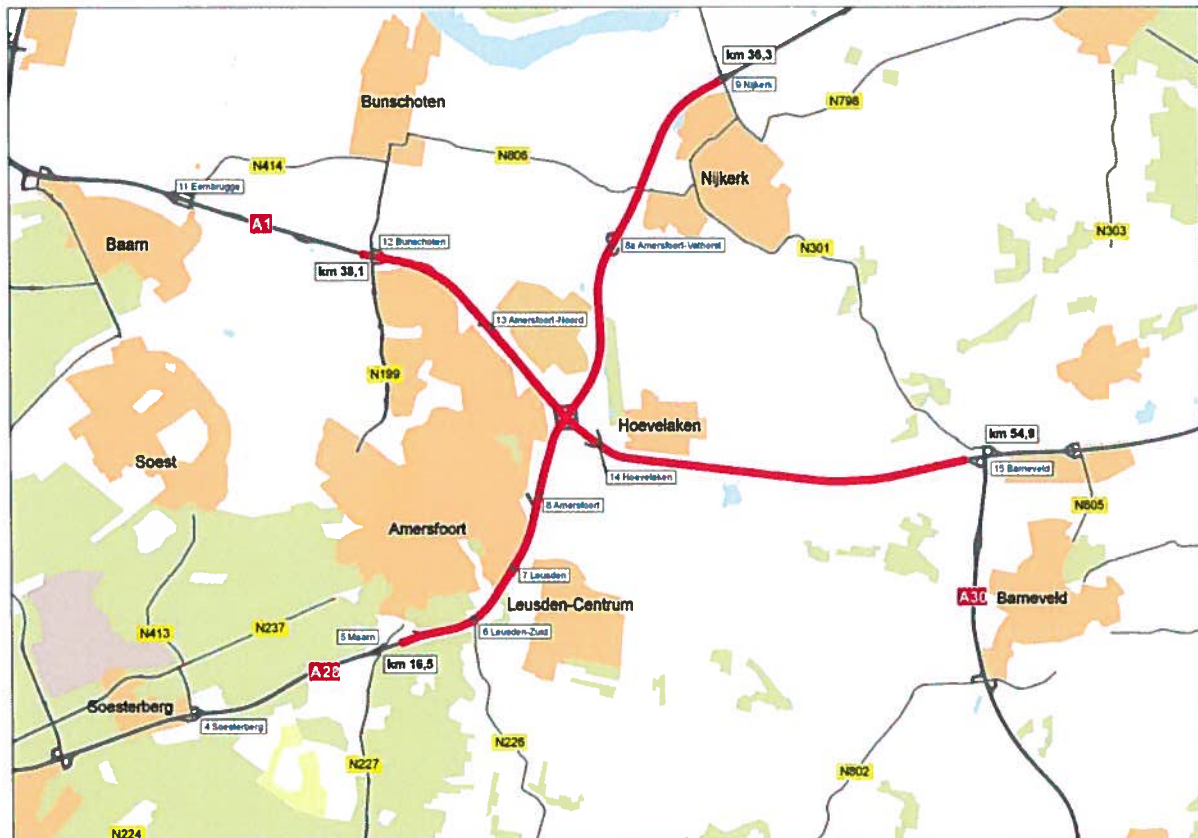 km 36,3
9 Nijkerk
Bunschoten
N798
N806
N414
Nijkerk
11 Eembrugge
A1
Baarn
12 Bunschoten
8a Amersfoort-Vathorst
N301
N303
km 38,1
13 Amersfoort-Noord
N199
Hoevelaken
km 54,9
Soest
14 Hoevelaken
15 Barneveld
8 Amersfoort
N805
Amersfoort
7 Leusden
A30
Barneveld
Leusden-Centrum
N237
N413
5 Maarn
6 Leusden-Zuid
km 16,5
A28
Soesterberg
4 Soesterberg
N226
N227
N802
N224